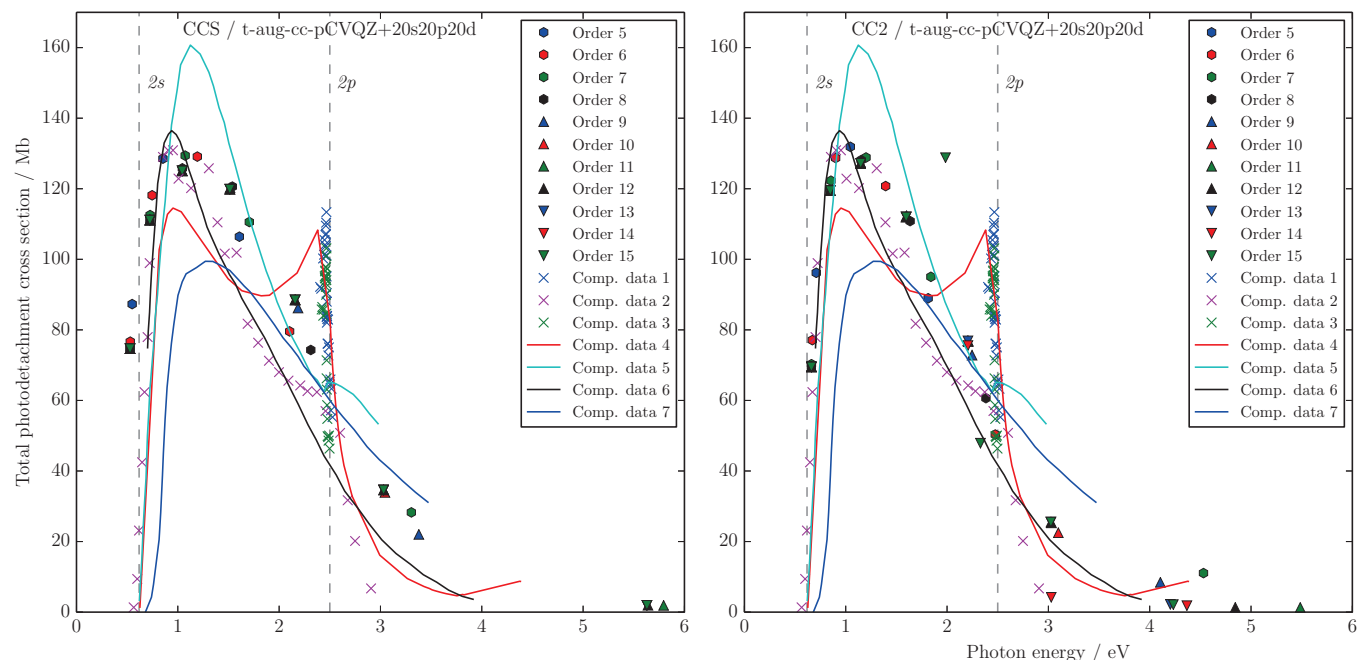 CCS / t-aug-cc-pCVQZ+20s20p20d
2s
2p
Order 5
Order 6
Order 7
Order 8
Order 9
Order 10
Order 11
Order 12
Order 13
Order 14
Order 15
Comp. data 1
Comp. data 2
Comp. data 3
Comp. data 4
Comp. data 5
Comp. data 6
Comp. data 7
Total photodetachment cross section / Mb
160
140
120
100
80
60
40
20
0
0 1 2 3 4 5 6
CC2 / t-aug-cc-pCVQZ+20s20p20d
2s
2p
Order 5
Order 6
Order 7
Order 8
Order 9
Order 10
Order 11
Order 12
Order 13
Order 14
Order 15
Comp. data 1
Comp. data 2
Comp. data 3
Comp. data 4
Comp. data 5
Comp. data 6
Comp. data 7
160
140
120
100
80
60
40
20
0
0 1 2 3 4 5 6
Photon energy / eV